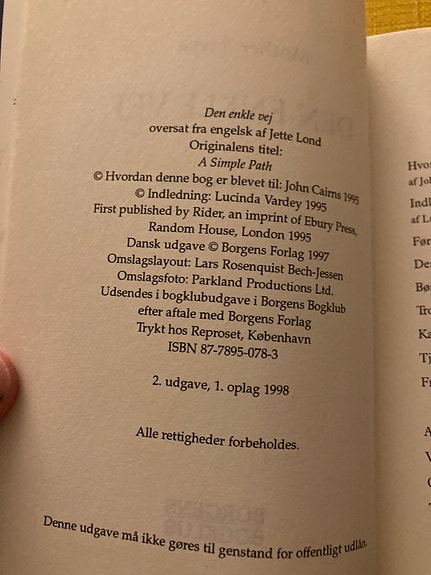 Den enkle vej
oversat fra engelsk af Jette Lond
Originalens titel:
A Simple Path
© Hvordan denne bog er blevet til: John Cairns 1995
© Indledning: Lucinda Vardey 1995
First published by Rider, an imprint of Ebury Press,
Random House, London 1995
Dansk udgave © Borgens Forlag 1997
Omslagslayout: Lars Rosenquist Bech-Jessen
Omslagsfoto: Parkland Productions Ltd.
Udsendes i bogklubudgave i Borgens Bogklub
efter aftale med Borgens Forlag
Trykt hos Reproset, København
ISBN 87-7895-078-3
2. udgave, 1. oplag 1998
Alle rettigheder forbeholdes.
Denne udgave må ikke gøres til genstand for offentligt udlån.